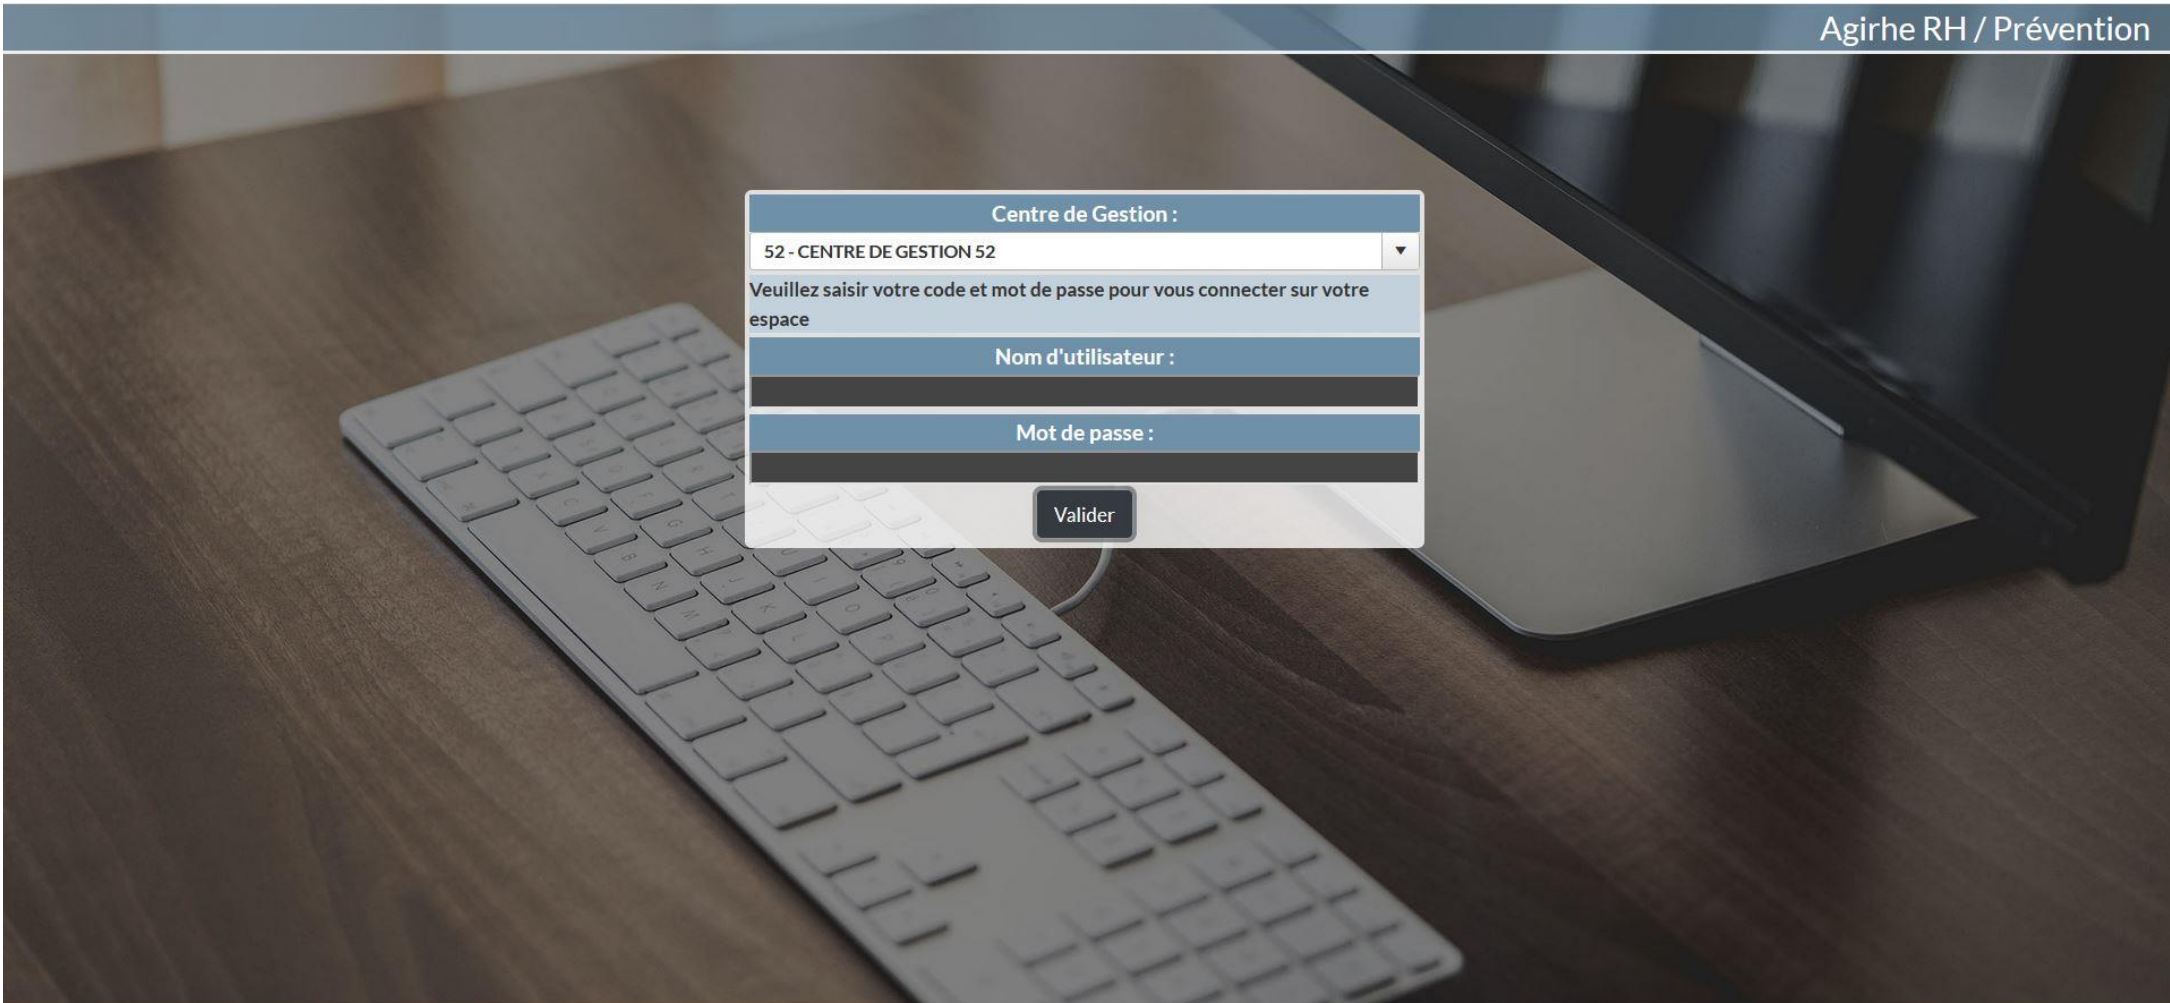 Agirhe RH / Prévention
Centre de Gestion :
52 - CENTRE DE GESTION 52
Veuillez saisir votre code et mot de passe pour vous connecter sur votre
espace
Nom d'utilisateur :
Mot de passe :
Valider